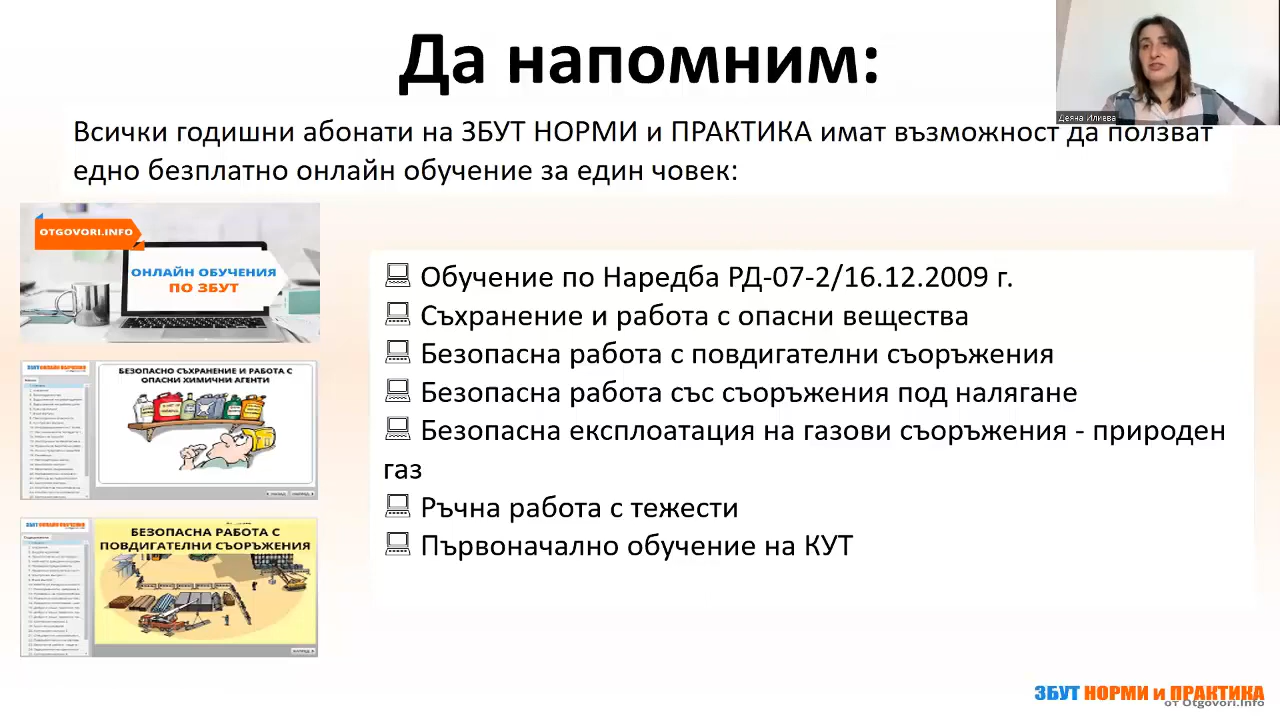 Да напомним:
Деяна Илиева
Всички годишни абонати на ЗБУТ НОРМИ и ПРАКТИКА имат възможност да ползват
едно безплатно онлайн обучение за един човек:
OTGOVORI.INFO
ОНЛАЙН ОБУЧЕНИЯ
ПО ЗБУТ
Обучение по Наредба РД-07-2/16.12.2009 г.
Съхранение и работа с опасни вещества
Безопасна работа с повдигателни съоръжения
Безопасна работа със съоръжения под налягане
Безопасна експлоатация на газови съоръжения - природен
газ
Ръчна работа с тежести
Първоначално обучение на КУТ
БЕЗОПАСНО СЪХРАНЕНИЕ И РАБОТА С
ОПАСНИ ХИМИЧНИ АГЕНТИ
БЕЗОПАСНА РАБОТА С
ПОВДИГАТЕЛНИ СЪОРЪЖЕНИЯ
ЗБУТ НОРМИ и ПРАКТИКА
от Otgovori.Info